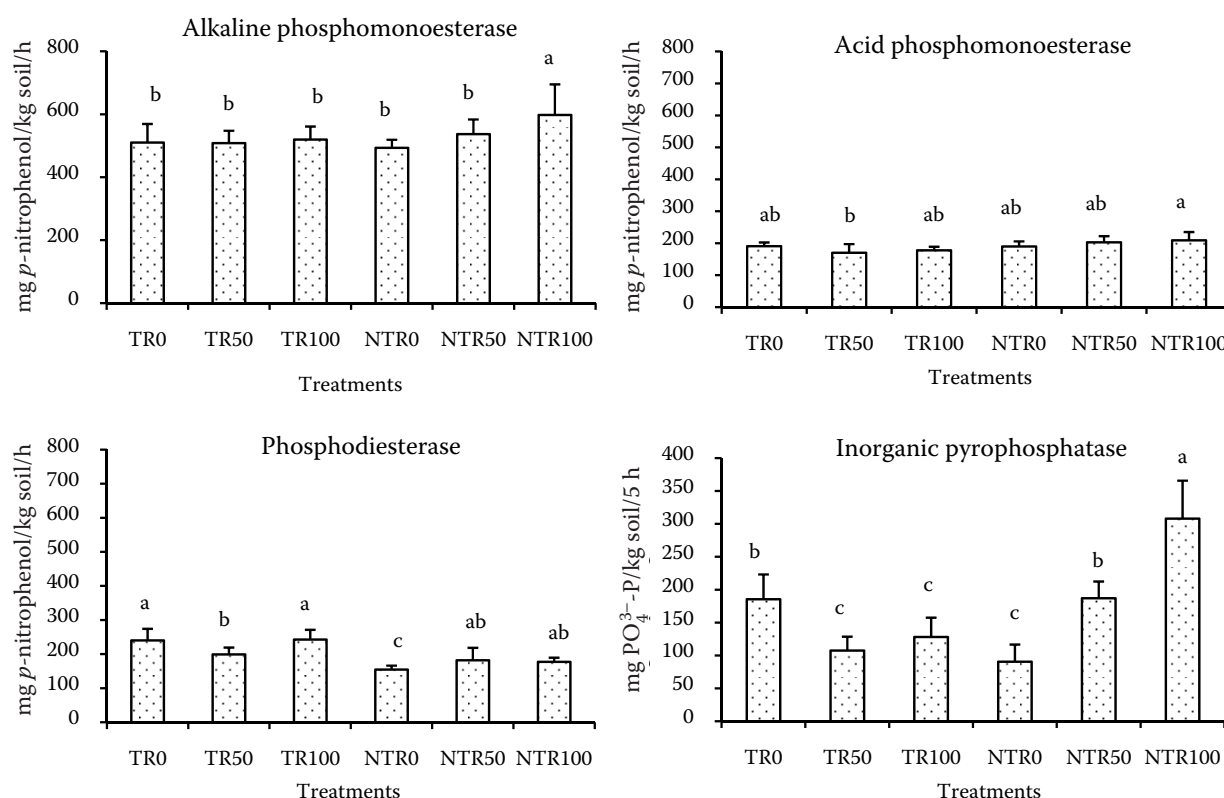 Alkaline phosphomonoesterase
mg p-nitrophenol/kg soil/h
800
600
400
200
0
b
b
b
b
b
a
TR0 TR50 TR100 NTR0 NTR50 NTR100
Treatments
Acid phosphomonoesterase
mg p-nitrophenol/kg soil/h
800
700
600
500
400
300
200
100
0
ab
b
ab
ab
ab
a
TR0 TR50 TR100 NTR0 NTR50 NTR100
Treatments
Phosphodiesterase
mg p-nitrophenol/kg soil/h
800
700
600
500
400
300
200
100
0
a
b
a
c
ab
ab
TR0 TR50 TR100 NTR0 NTR50 NTR100
Treatments
Inorganic pyrophosphatase
mg PO₄³⁻-P/kg soil/5 h
400
350
300
250
200
150
100
50
0
b
c
c
c
b
a
TR0 TR50 TR100 NTR0 NTR50 NTR100
Treatments